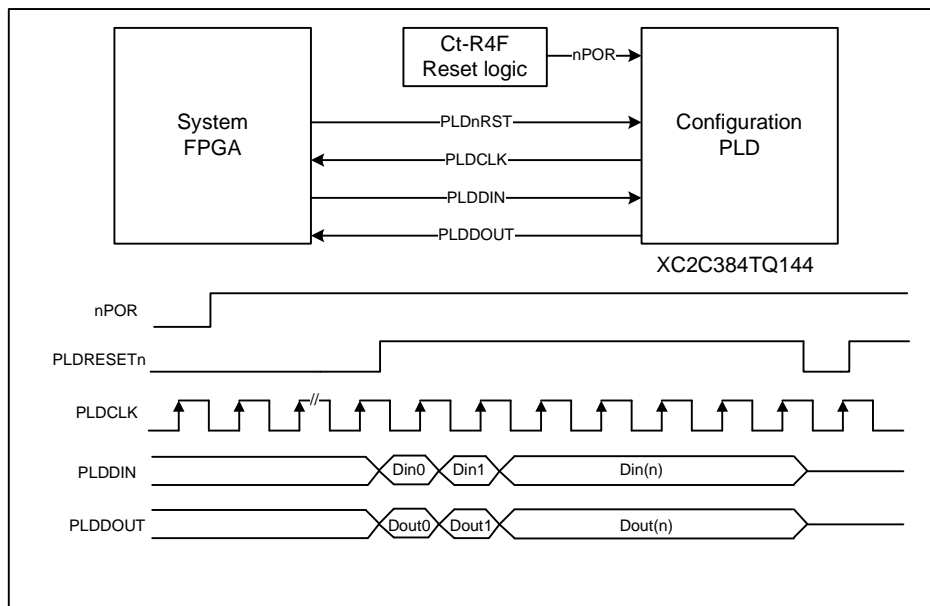 Ct-R4F
Reset logic
nPOR
System
FPGA
PLDnRST
Configuration
PLD
PLDCLK
PLDDIN
PLDDOUT
XC2C384TQ144
nPOR
PLDRESETn
PLDCLK
//
PLDDIN
Din0
Din1
Din(n)
PLDDOUT
Dout0
Dout1
Dout(n)